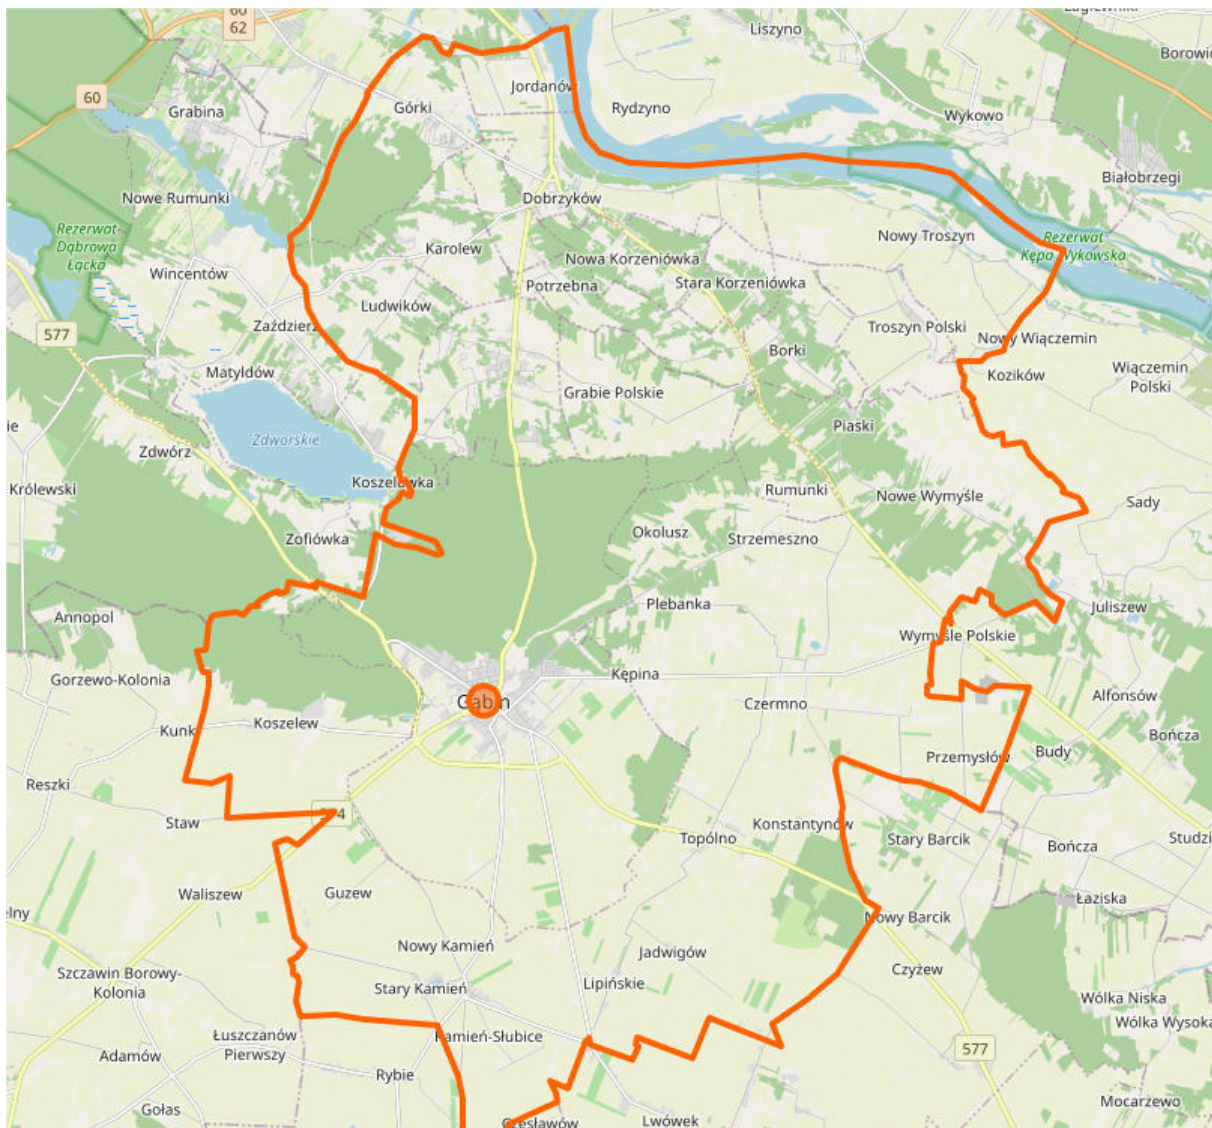 60
62
Liszyno
Borowic
60
Grabina
Jordanów
Górki
Rydzyno
Wykowo
Białobrzegi
Nowe Rumunki
Dobrzyków
Rezerwat
Dąbrowa
Łącka
Karolew
Nowy Troszyn
Rezerwat
Kępa Wykowska
Wincentów
Nowa Korzeniówka
Potrzebna
Stara Korzeniówka
Ludwików
577
Zaździerz
Troszyn Polski
Nowy Wiączemin
Borki
Matyldów
Kozików
Wiączemin
Polski
Grabie Polskie
ie
Zdworskie
Piaski
Zdwórz
Królewski
Koszelówka
Rumunki
Nowe Wymyśle
Sady
Zofiówka
Okolusz
Strzemeszno
Annopol
Plebanka
Juliszew
Wymyśle Polskie
Gorzewo-Kolonia
Kępina
Alfonsów
Gąbin
Czermno
Kunki
Koszelew
Bończa
Reszki
Przemysłów
Budy
Staw
574
Topólno
Konstantynów
Stary Barcik
Bończa
Studzi
Waliszew
Guzew
Łaziska
elny
Nowy Barcik
Nowy Kamień
Jadwigów
Szczawin Borowy-
Kolonia
Stary Kamień
Lipińskie
Czyżew
Wólka Niska
Wólka Wysoka
Łuszczanów
Pierwszy
Kamień-Słubice
577
Adamów
Rybie
Gołas
Czesławów
Lwówek
Mocarzewo